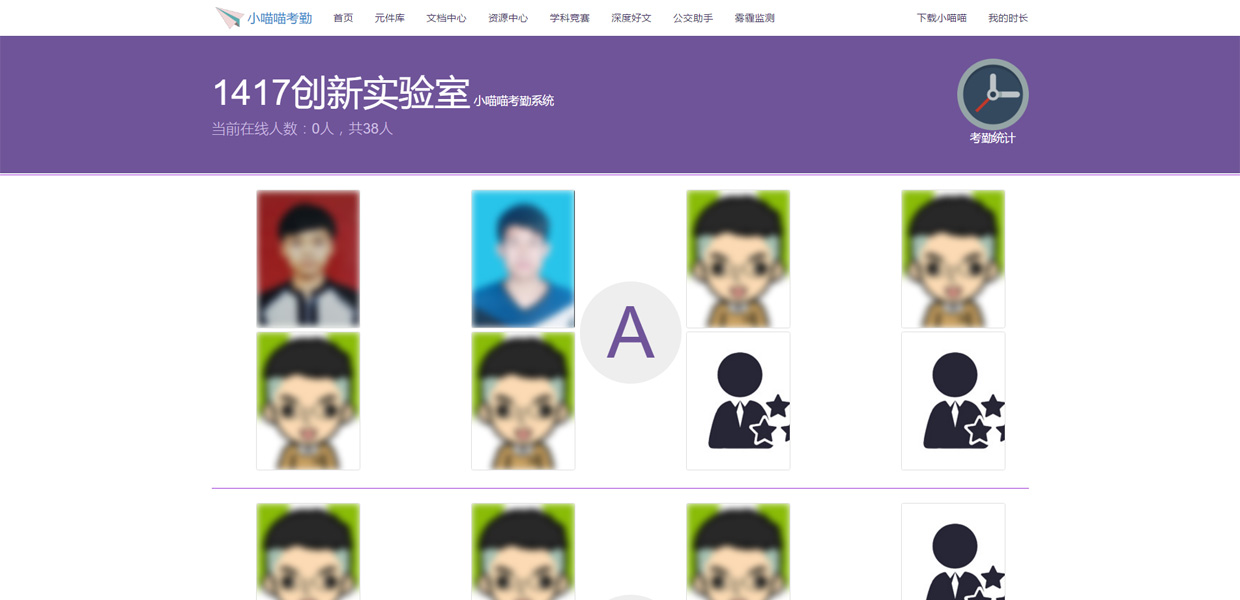 小喵喵考勤 首页 元件库 文档中心 资源中心 学科竞赛 深度好文 公交助手 雾霾监测 下载小喵喵 我的时长
1417创新实验室 小喵喵考勤系统
当前在线人数：0人，共38人
考勤统计
A